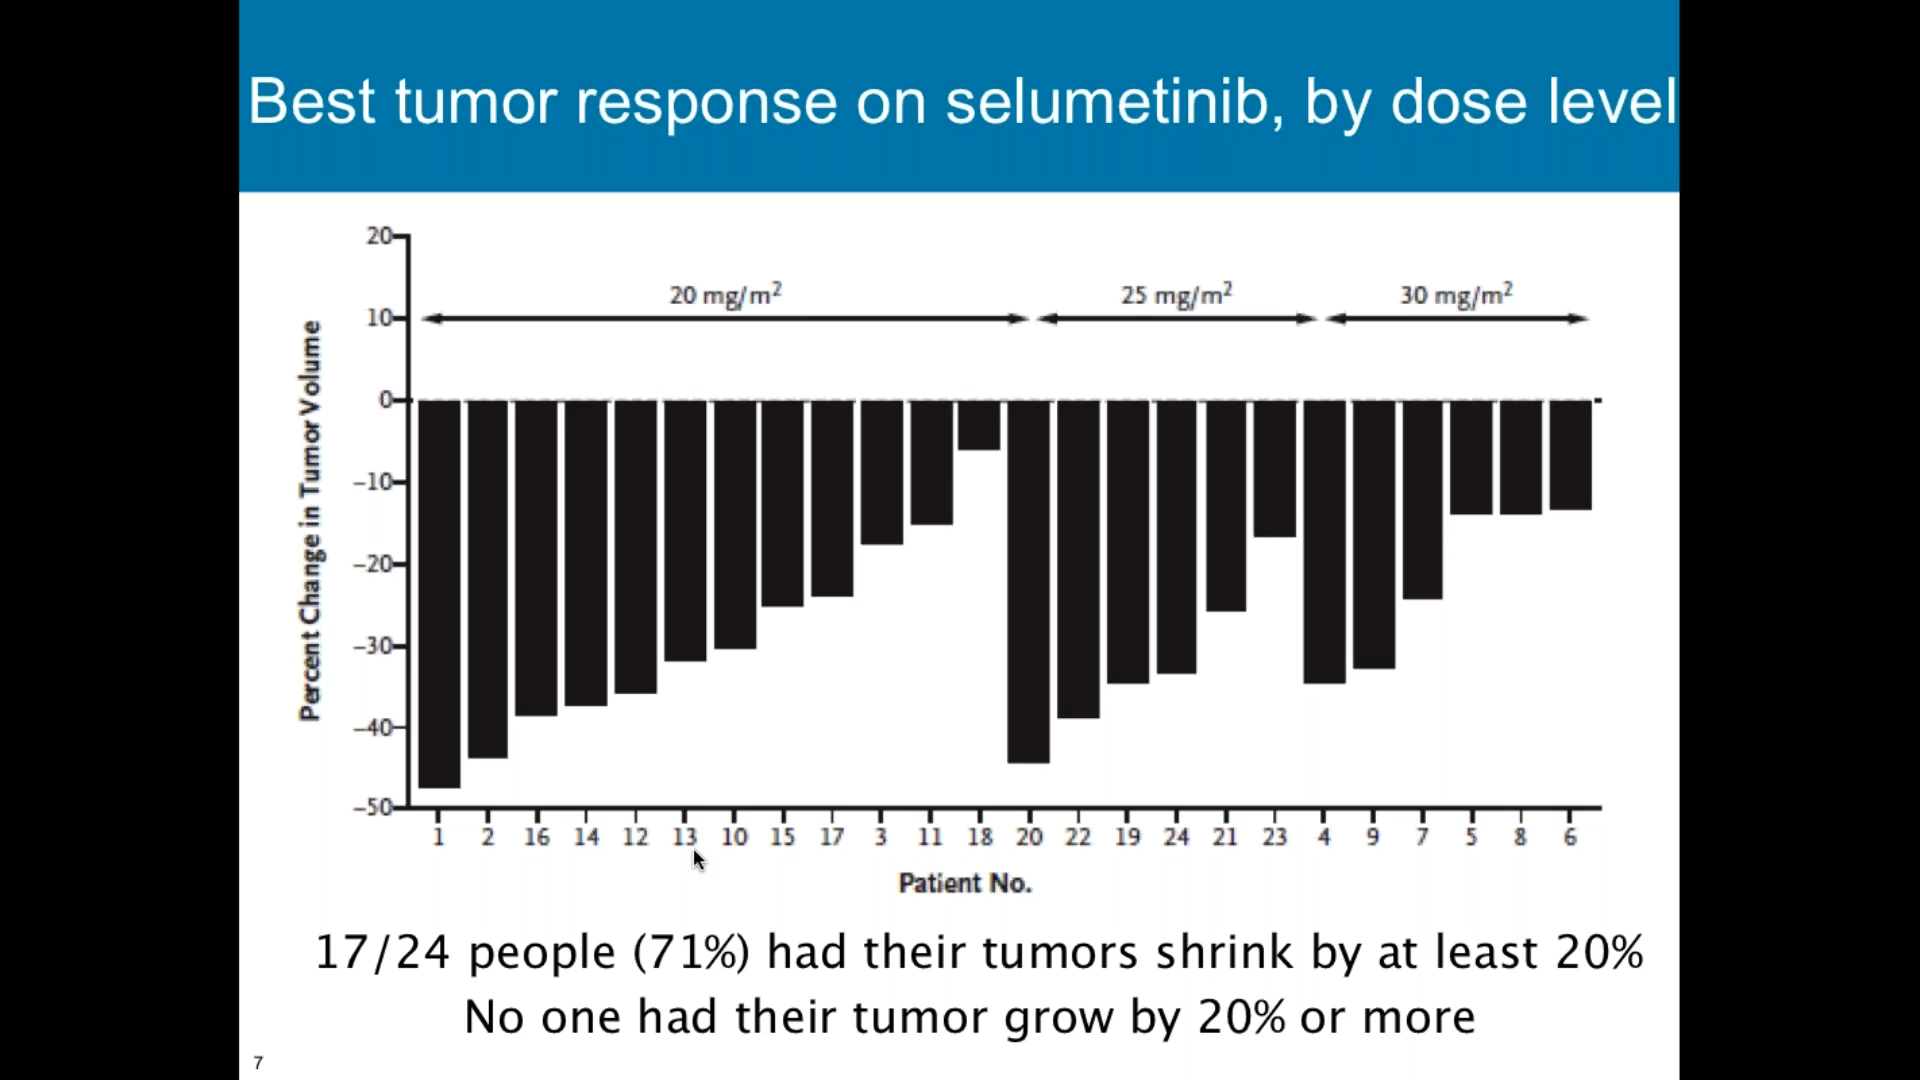 Best tumor response on selumetinib, by dose level
20
10
0
–10
–20
–30
–40
–50
Percent Change in Tumor Volume
20 mg/m²
25 mg/m²
30 mg/m²
1 2 16 14 12 13 10 15 17 3 11 18 20 22 19 24 21 23 4 9 7 5 8 6
Patient No.
17/24 people (71%) had their tumors shrink by at least 20%
No one had their tumor grow by 20% or more
7